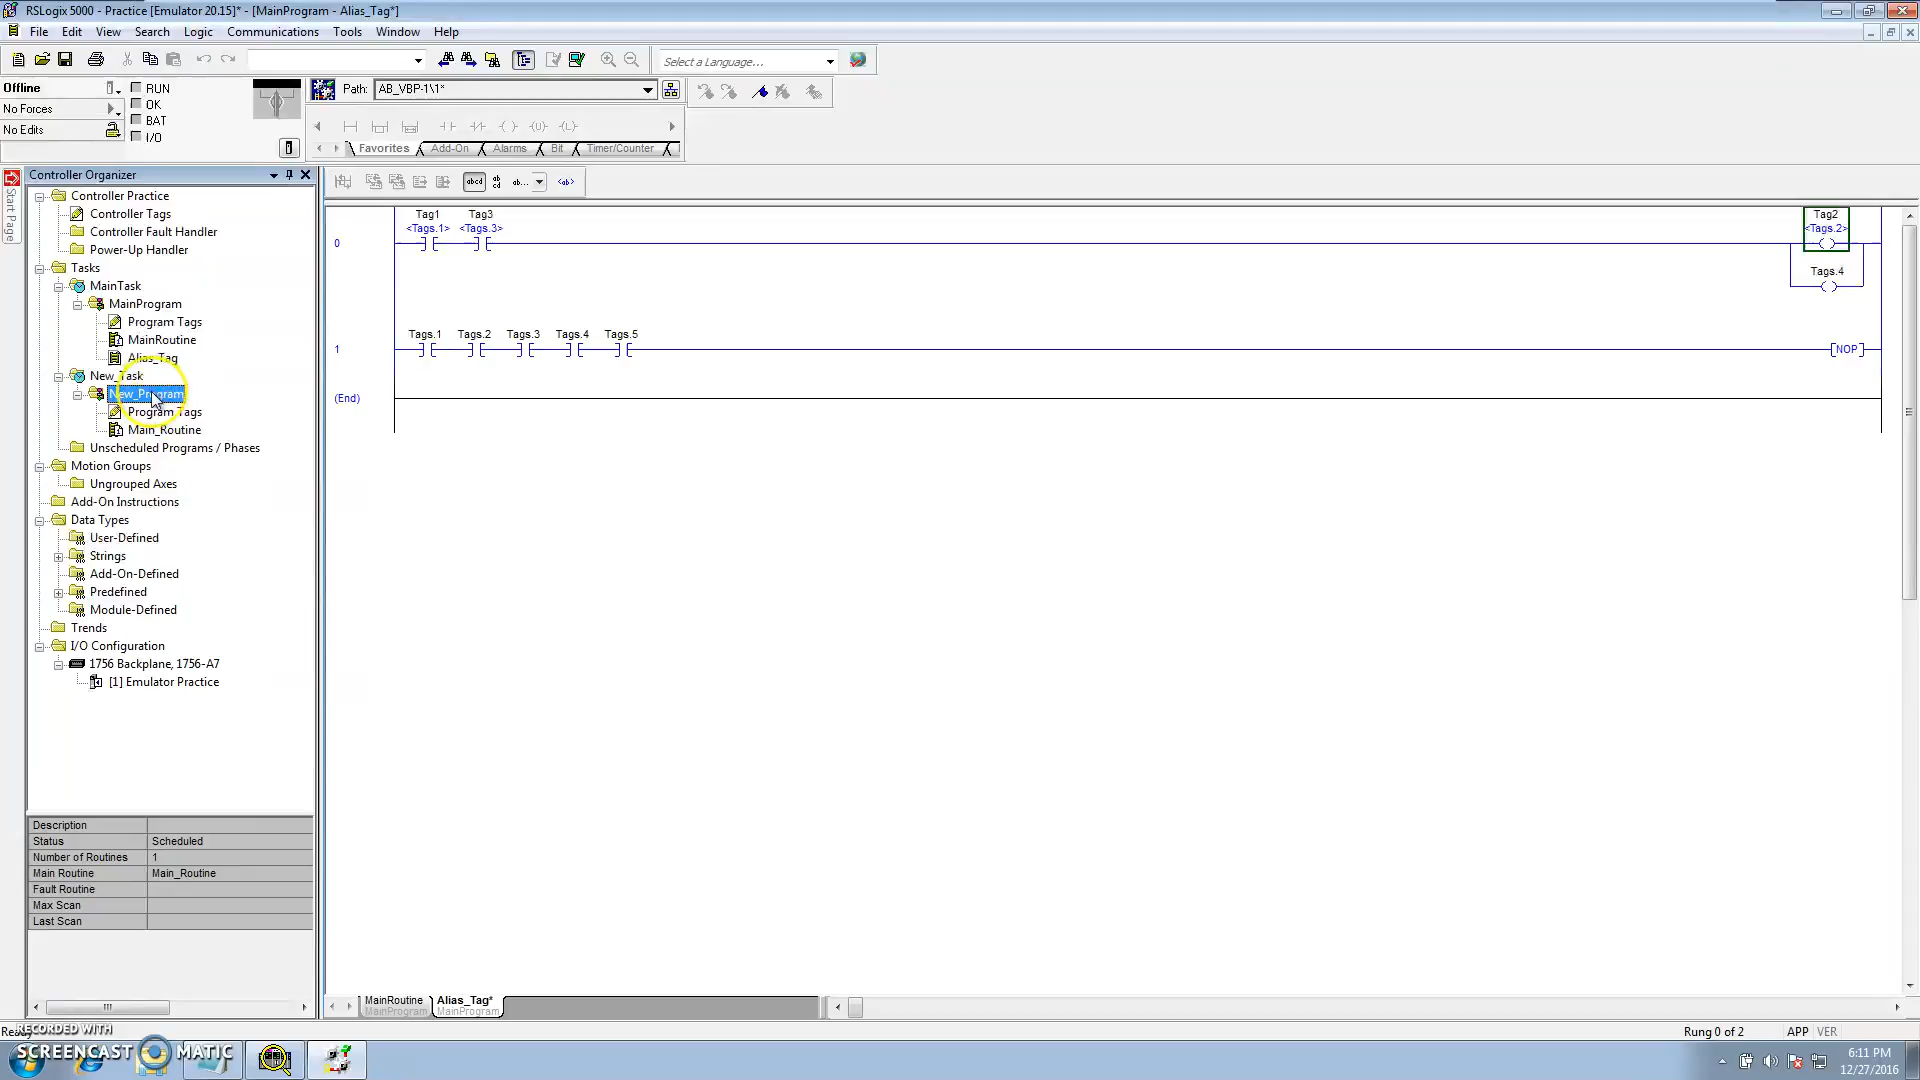 RSLogix 5000 - Practice [Emulator 20.15]* - [MainProgram - Alias_Tag*]
File Edit View Search Logic Communications Tools Window Help
Select a Language...
Offline RUN
No Forces OK
No Edits BAT
I/O
Path: AB_VBP-1\1*
Favorites Add-On Alarms Bit Timer/Counter
Start Page
Controller Organizer
Controller Practice
Controller Tags
Controller Fault Handler
Power-Up Handler
Tasks
MainTask
MainProgram
Program Tags
MainRoutine
Alias_Tag
New_Task
New_Program
Program Tags
Main_Routine
Unscheduled Programs / Phases
Motion Groups
Ungrouped Axes
Add-On Instructions
Data Types
User-Defined
Strings
Add-On-Defined
Predefined
Module-Defined
Trends
I/O Configuration
1756 Backplane, 1756-A7
[1] Emulator Practice
Description
Status Scheduled
Number of Routines 1
Main Routine Main_Routine
Fault Routine
Max Scan
Last Scan
abcd ab cd ab... <ab>
Tag1 Tag3 Tag2
<Tags.1> <Tags.3> <Tags.2>
0
Tags.4
Tags.1 Tags.2 Tags.3 Tags.4 Tags.5
1 NOP
(End)
MainRoutine Alias_Tag*
MainProgram MainProgram
Ready
Rung 0 of 2 APP VER
RECORDED WITH
SCREENCAST MATIC
6:11 PM
12/27/2016